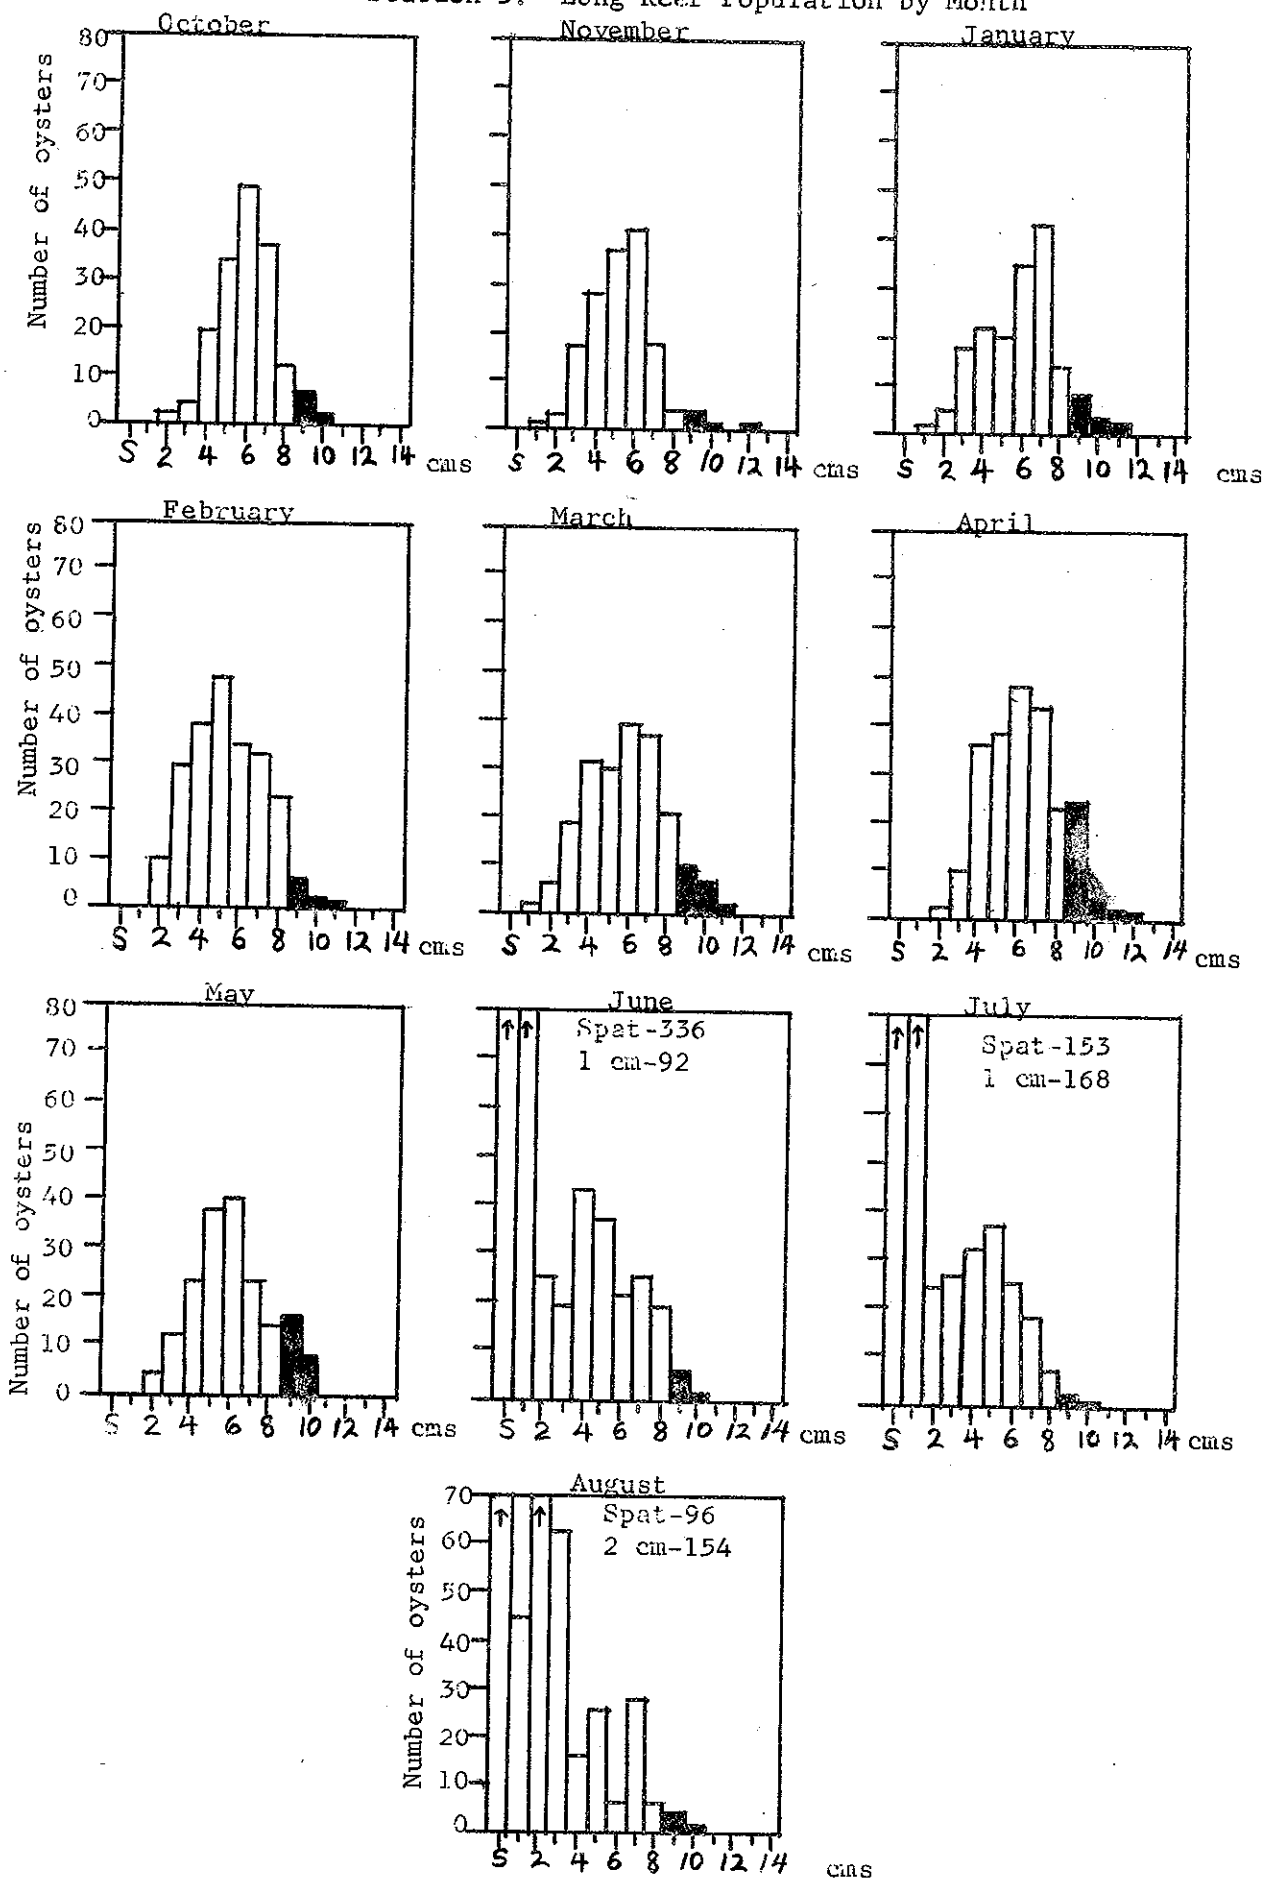 Long Reef Population by Month
October
November
January
80
70
60
50
40
30
20
10
0
Number of oysters
S 2 4 6 8 10 12 14 cms
S 2 4 6 8 10 12 14 cms
S 2 4 6 8 10 12 14 cms
February
March
April
80
70
60
50
40
30
20
10
0
Number of oysters
S 2 4 6 8 10 12 14 cms
S 2 4 6 8 10 12 14 cms
S 2 4 6 8 10 12 14 cms
May
June
July
80
70
60
50
40
30
20
10
0
Number of oysters
Spat-336
1 cm-92
Spat-153
1 cm-168
S 2 4 6 8 10 12 14 cms
S 2 4 6 8 10 12 14 cms
S 2 4 6 8 10 12 14 cms
August
70
60
50
40
30
20
10
0
Number of oysters
Spat-96
2 cm-154
S 2 4 6 8 10 12 14 cms